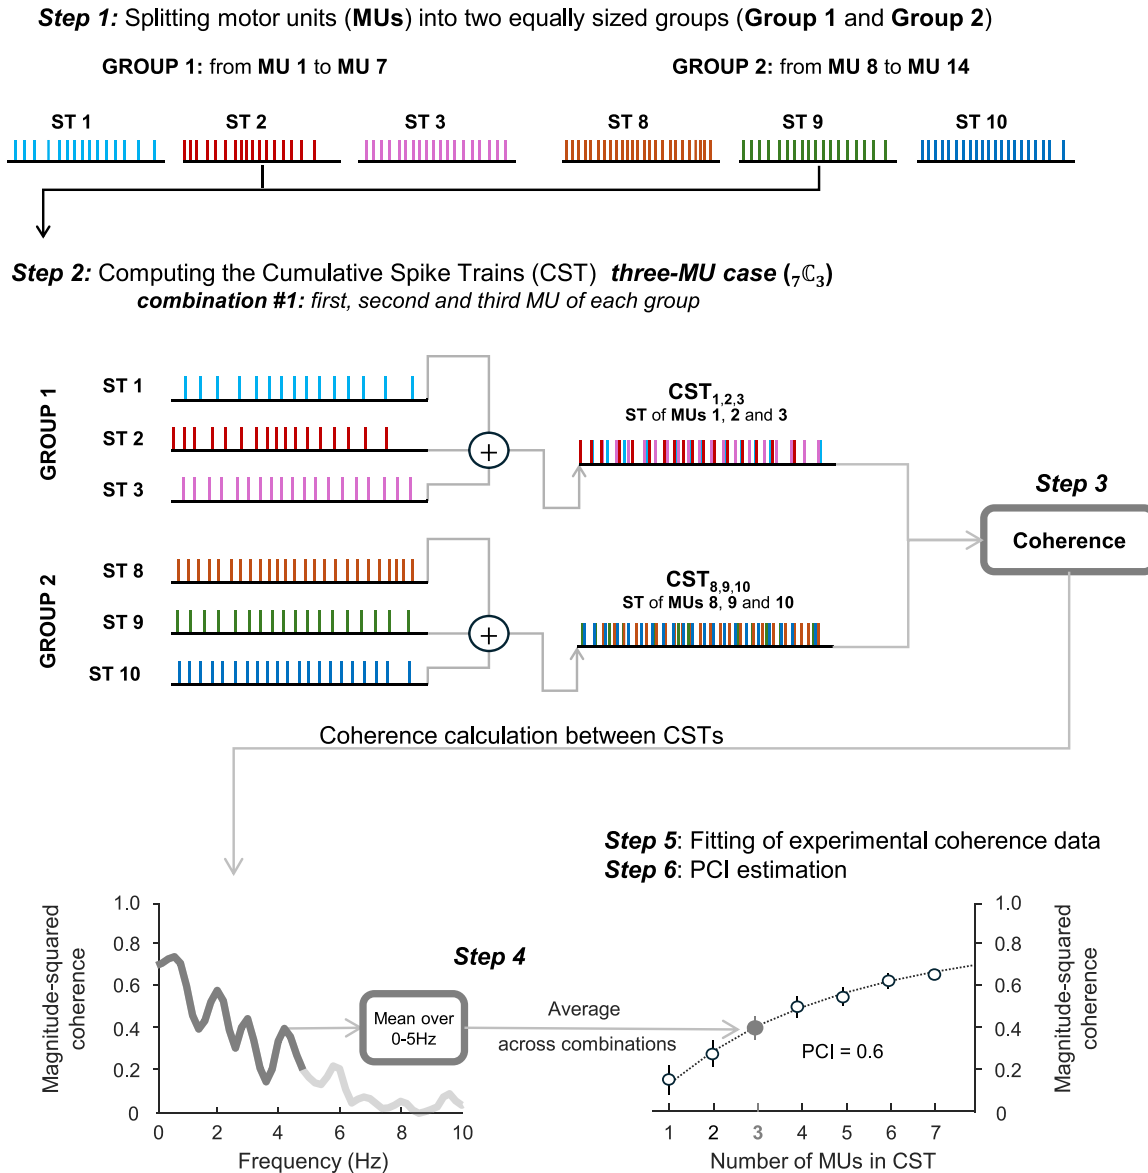 Step 1: Splitting motor units (MUs) into two equally sized groups (Group 1 and Group 2)
GROUP 1: from MU 1 to MU 7
GROUP 2: from MU 8 to MU 14
ST 1
ST 2
ST 3
ST 8
ST 9
ST 10
Step 2: Computing the Cumulative Spike Trains (CST) three-MU case (₇ℂ₃)
combination #1: first, second and third MU of each group
GROUP 1
ST 1
ST 2
ST 3
+
CST1,2,3
ST of MUs 1, 2 and 3
GROUP 2
ST 8
ST 9
ST 10
+
CST8,9,10
ST of MUs 8, 9 and 10
Step 3
Coherence
Coherence calculation between CSTs
Step 5: Fitting of experimental coherence data
Step 6: PCI estimation
Magnitude-squared
coherence
1.0
0.8
0.6
0.4
0.2
0
0 2 4 6 8 10
Frequency (Hz)
Step 4
Mean over
0-5Hz
Average
across combinations
PCI = 0.6
1 2 3 4 5 6 7
Number of MUs in CST
1.0
0.8
0.6
0.4
0.2
0
Magnitude-squared
coherence